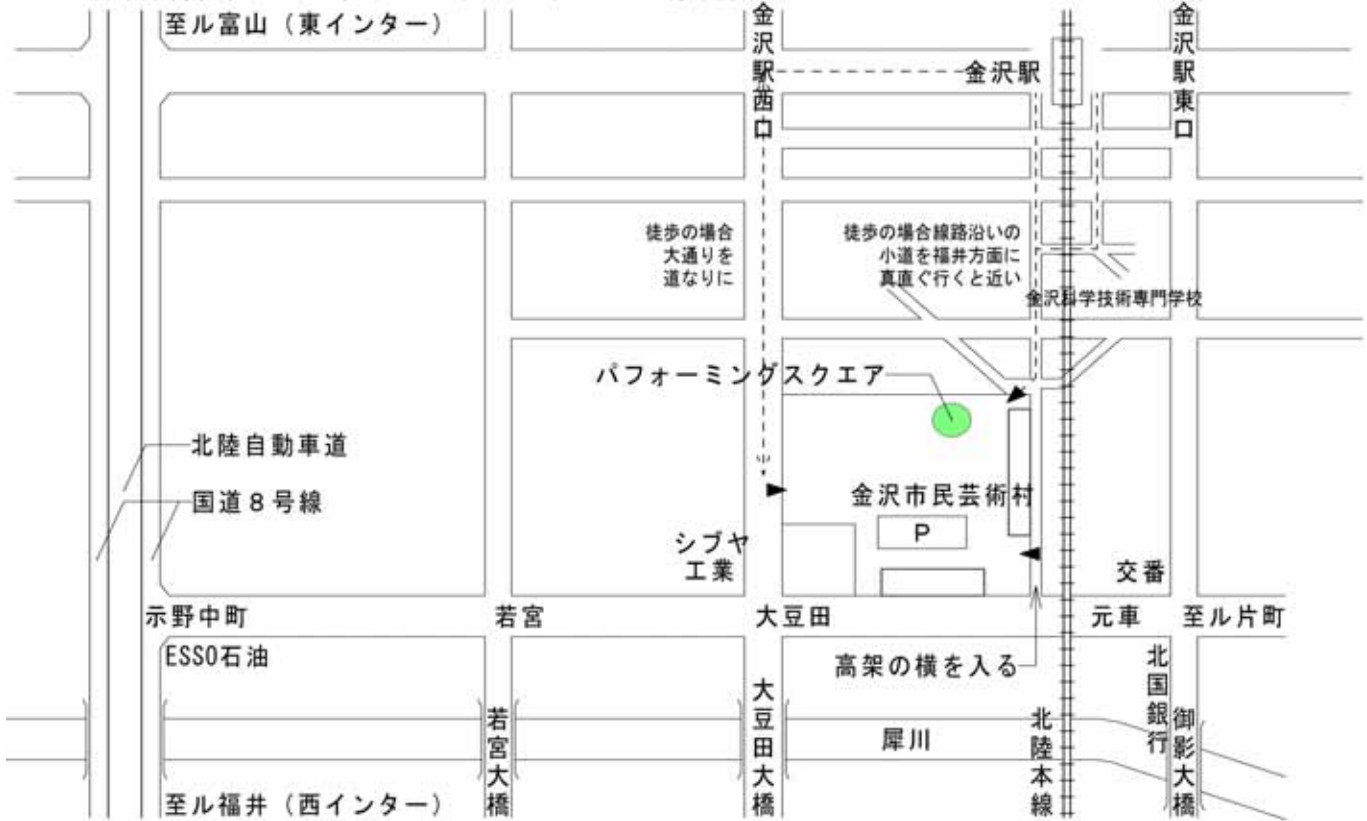 至ル富山（東インター）
金沢駅西口
金沢駅
金沢駅東口
徒歩の場合
大通りを
道なりに
徒歩の場合線路沿いの
小道を福井方面に
真直ぐ行くと近い
金沢科学技術専門学校
パフォーミングスクエア
北陸自動車道
国道８号線
金沢市民芸術村
P
シブヤ
工業
交番
示野中町
若宮
大豆田
元車
至ル片町
ESSO石油
高架の横を入る
北国銀行
若宮大橋
大豆田大橋
犀川
北陸本線
御影大橋
至ル福井（西インター）